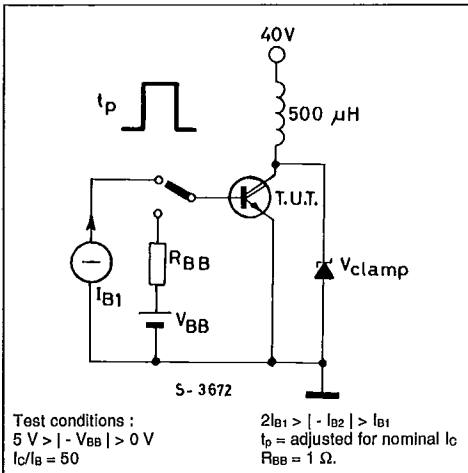 40V
500 μH
tp
T.U.T.
RBB
IB1
VBB
Vclamp
S-3672
Test conditions :
5 V > | - VBB | > 0 V
IC/IB = 50
2IB1 > | - IB2 | > IB1
tp = adjusted for nominal IC
RBB = 1 Ω.